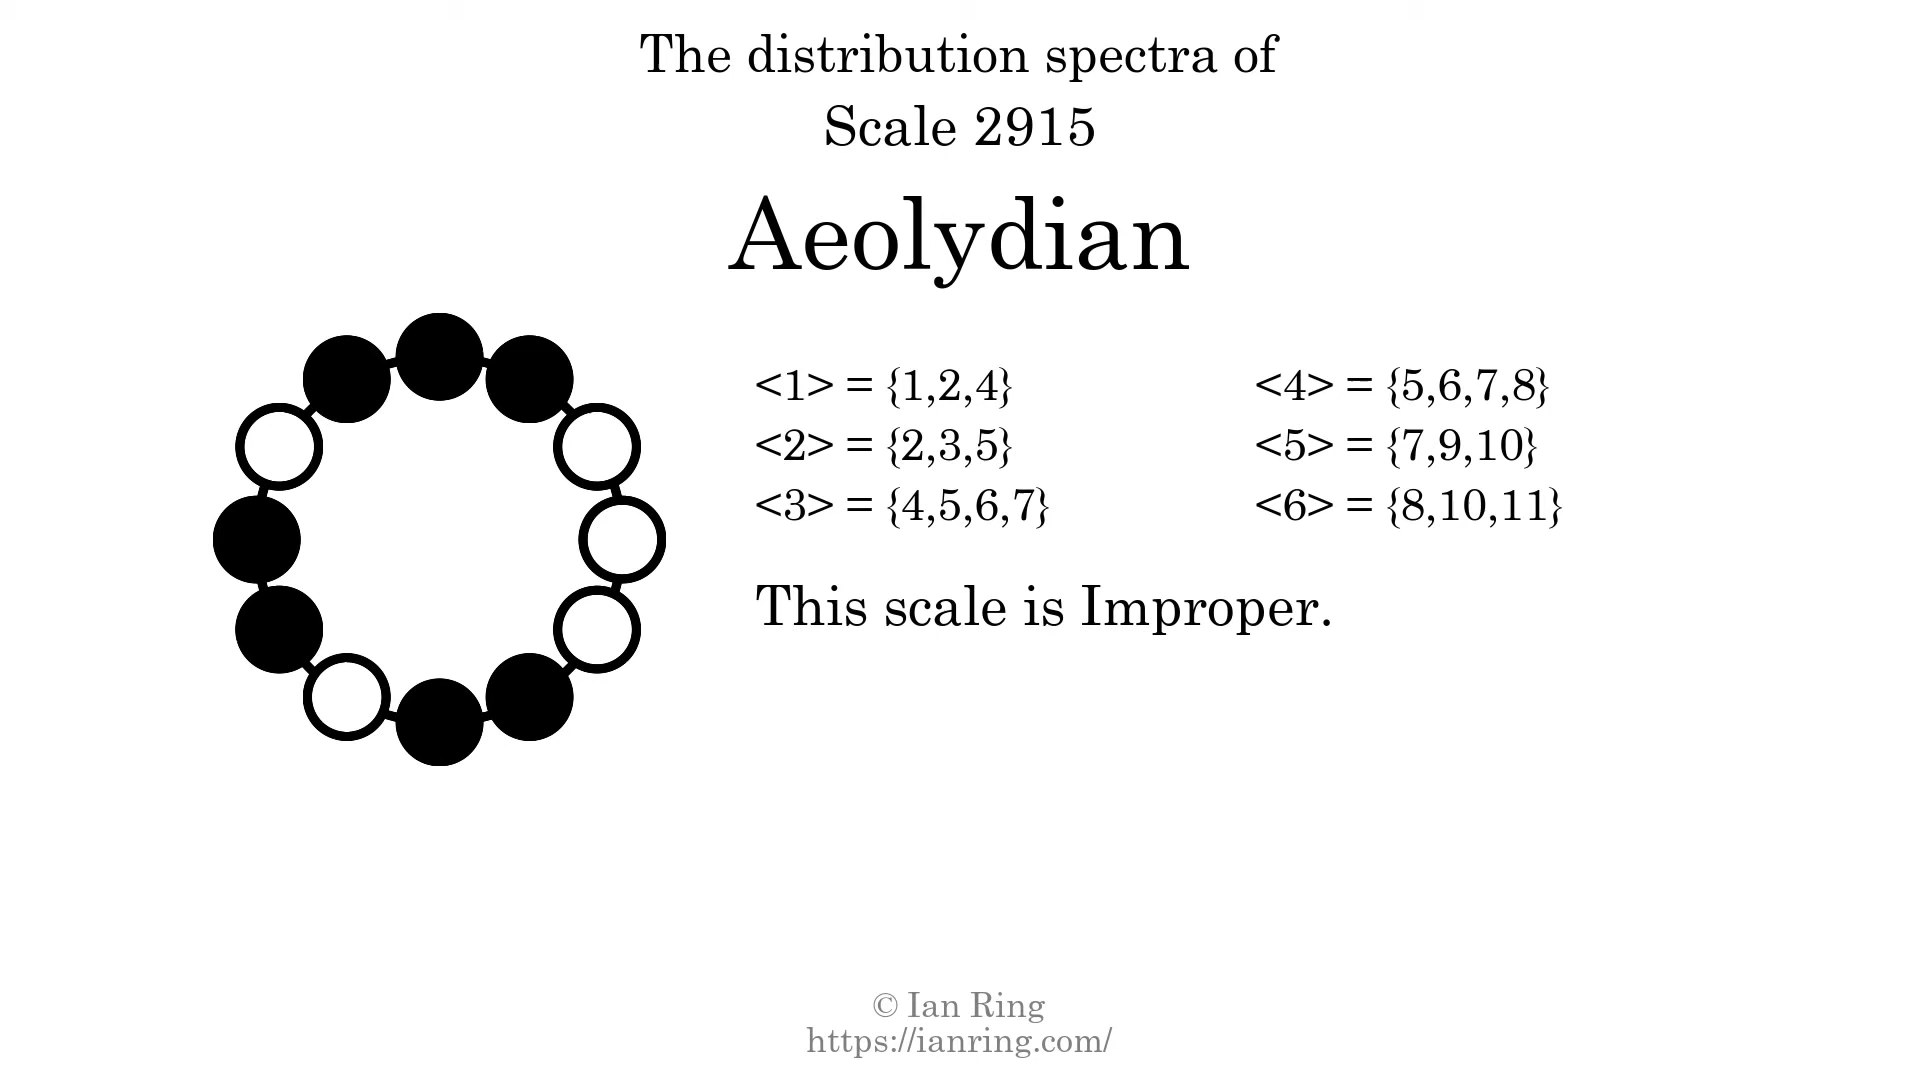 The distribution spectra of
Scale 2915
Aeolydian
<1> = {1,2,4}
<2> = {2,3,5}
<3> = {4,5,6,7}
<4> = {5,6,7,8}
<5> = {7,9,10}
<6> = {8,10,11}
This scale is Improper.
© Ian Ring
https://ianring.com/